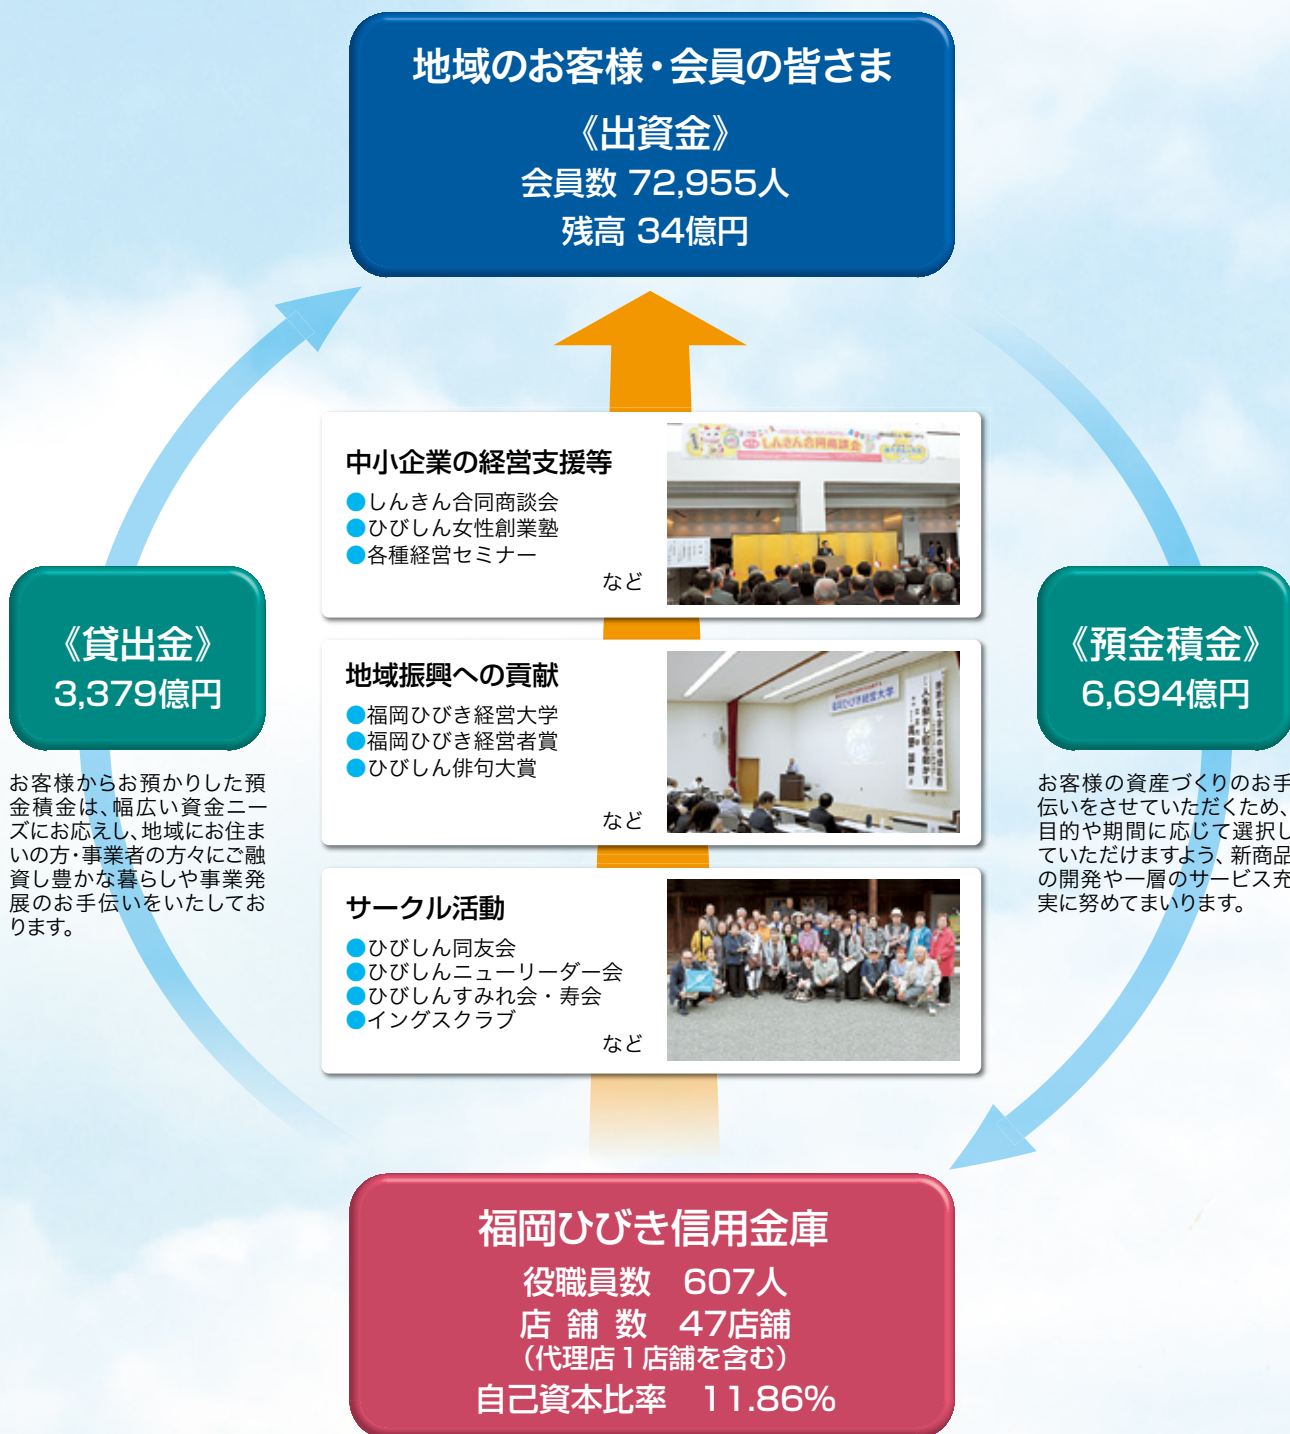 地域のお客様・会員の皆さま
《出資金》
会員数 72,955人
残高 34億円
中小企業の経営支援等
●しんきん合同商談会
●ひびしん女性創業塾
●各種経営セミナー
など
しんきん合同商談会
《貸出金》
3,379億円
お客様からお預かりした預
金積金は、幅広い資金ニー
ズにお応えし、地域にお住ま
いの方・事業者の方々にご融
資し豊かな暮らしや事業発
展のお手伝いをいたしてお
ります。
地域振興への貢献
●福岡ひびき経営大学
●福岡ひびき経営者賞
●ひびしん俳句大賞
など
福岡ひびき経営大学
《預金積金》
6,694億円
お客様の資産づくりのお手
伝いをさせていただくため、
目的や期間に応じて選択し
ていただけますよう、新商品
の開発や一層のサービス充
実に努めてまいります。
サークル活動
●ひびしん同友会
●ひびしんニューリーダー会
●ひびしんすみれ会・寿会
●イングスクラブ
など
福岡ひびき信用金庫
役職員数　607人
店 舗 数　47店舗
（代理店１店舗を含む）
自己資本比率　11.86%